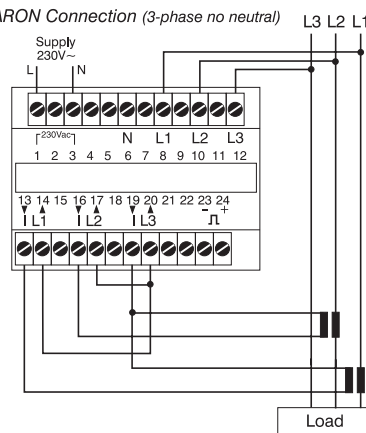 ARON Connection (3-phase no neutral)
L3 L2 L1
Supply
230V~
L N
230Vac N L1 L2 L3
1 2 3 4 5 6 7 8 9 10 11 12
13 14 15 16 17 18 19 20 21 22 23 24
I L1 I L2 I L3 - +
Load